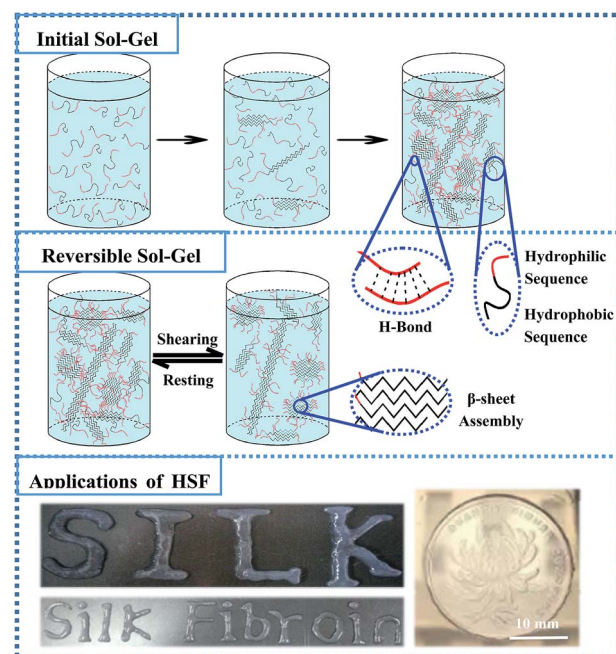 Initial Sol-Gel
Reversible Sol-Gel
H-Bond
Hydrophilic
Sequence
Hydrophobic
Sequence
Shearing
Resting
β-sheet
Assembly
Applications of HSF
SILK
Silk Fibroin
10 mm